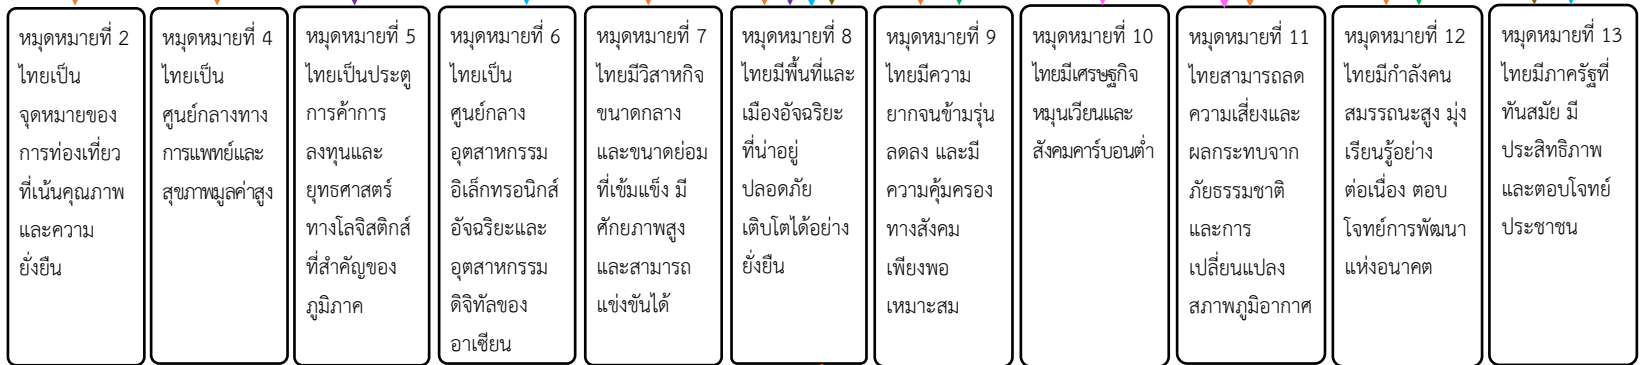 หมุดหมายที่ 2
ไทยเป็น
จุดหมายของ
การท่องเที่ยว
ที่เน้นคุณภาพ
และความ
ยั่งยืน
หมุดหมายที่ 4
ไทยเป็น
ศูนย์กลางทาง
การแพทย์และ
สุขภาพมูลค่าสูง
หมุดหมายที่ 5
ไทยเป็นประตู
การค้าการ
ลงทุนและ
ยุทธศาสตร์
ทางโลจิสติกส์
ที่สำคัญของ
ภูมิภาค
หมุดหมายที่ 6
ไทยเป็น
ศูนย์กลาง
อุตสาหกรรม
อิเล็กทรอนิกส์
อัจฉริยะและ
อุตสาหกรรม
ดิจิทัลของ
อาเซียน
หมุดหมายที่ 7
ไทยมีวิสาหกิจ
ขนาดกลาง
และขนาดย่อม
ที่เข้มแข็ง มี
ศักยภาพสูง
และสามารถ
แข่งขันได้
หมุดหมายที่ 8
ไทยมีพื้นที่และ
เมืองอัจฉริยะ
ที่น่าอยู่
ปลอดภัย
เติบโตได้อย่าง
ยั่งยืน
หมุดหมายที่ 9
ไทยมีความ
ยากจนข้ามรุ่น
ลดลง และมี
ความคุ้มครอง
ทางสังคม
เพียงพอ
เหมาะสม
หมุดหมายที่ 10
ไทยมีเศรษฐกิจ
หมุนเวียนและ
สังคมคาร์บอนต่ำ
หมุดหมายที่ 11
ไทยสามารถลด
ความเสี่ยงและ
ผลกระทบจาก
ภัยธรรมชาติ
และการ
เปลี่ยนแปลง
สภาพภูมิอากาศ
หมุดหมายที่ 12
ไทยมีกำลังคน
สมรรถนะสูง มุ่ง
เรียนรู้อย่าง
ต่อเนื่อง ตอบ
โจทย์การพัฒนา
แห่งอนาคต
หมุดหมายที่ 13
ไทยมีภาครัฐที่
ทันสมัย มี
ประสิทธิภาพ
และตอบโจทย์
ประชาชน